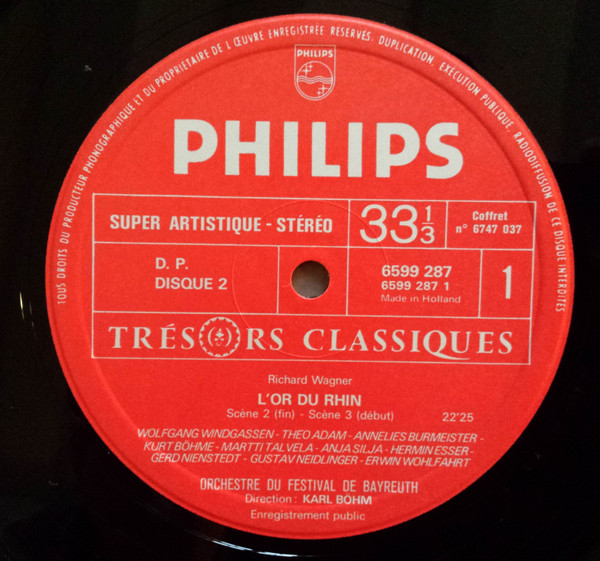 TOUS DROITS DU PRODUCTEUR PHONOGRAPHIQUE ET DU PROPRIÉTAIRE DE L'ŒUVRE ENREGISTRÉE RÉSERVÉS. DUPLICATION, EXÉCUTION PUBLIQUE, RADIODIFFUSION DE CE DISQUE INTERDITES
PHILIPS
PHILIPS
SUPER ARTISTIQUE - STÉRÉO
33 1/3
Coffret
n° 6747 037
D. P.
DISQUE 2
6599 287
6599 287 1
Made in Holland
1
TRÉSORS CLASSIQUES
Richard Wagner
L'OR DU RHIN
Scène 2 (fin) - Scène 3 (début)
22'25
WOLFGANG WINDGASSEN - THEO ADAM - ANNELIES BURMEISTER -
KURT BÖHME - MARTTI TALVELA - ANJA SILJA - HERMIN ESSER -
GERD NIENSTEDT - GUSTAV NEIDLINGER - ERWIN WOHLFAHRT
ORCHESTRE DU FESTIVAL DE BAYREUTH
Direction : KARL BÖHM
Enregistrement public